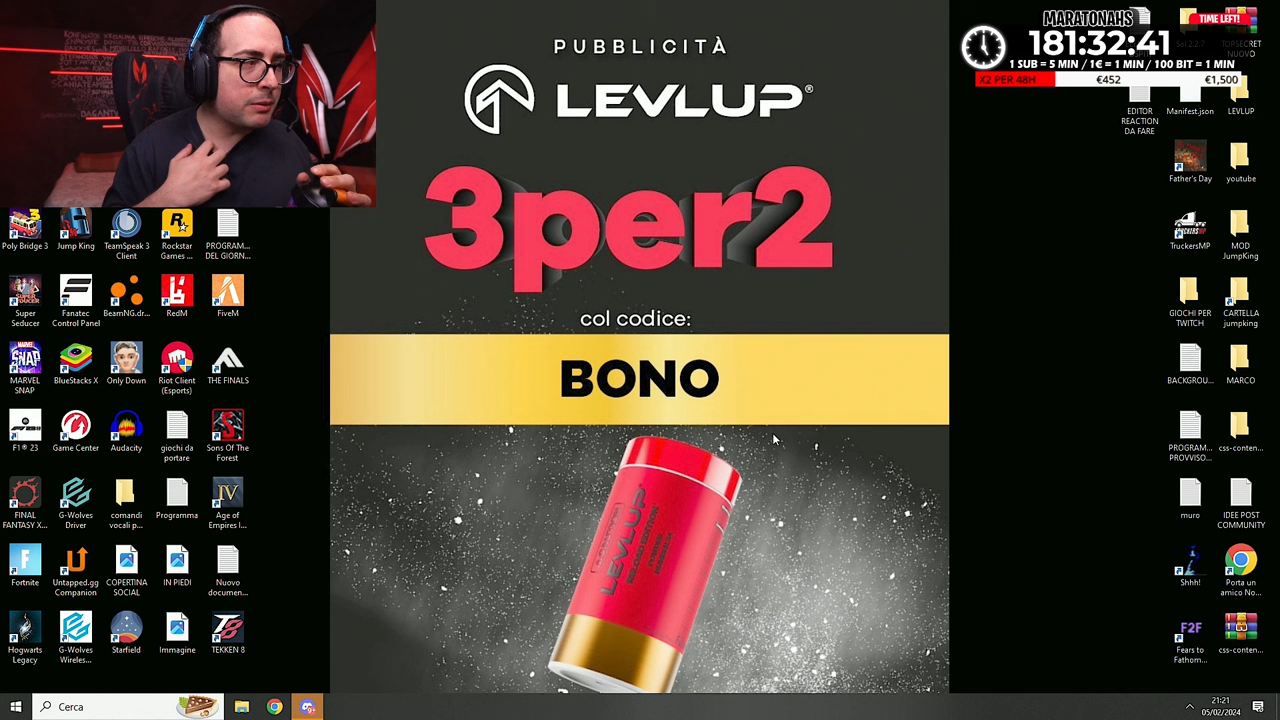 PUBBLICITÀ
LEVLUP®
3per2
col codice:
BONO
LEVLUP
MARATONAHS
TIME LEFT!
181:32:41
1 SUB = 5 MIN / 1€ = 1 MIN / 100 BIT = 1 MIN
X2 PER 48H
€452
€1,500
TOPSECRET
NUOVO
EDITOR
REACTION
DA FARE
Manifest.json
LEVLUP
Father's Day
youtube
TruckersMP
MOD
JumpKing
GIOCHI PER
TWITCH
CARTELLA
jumpking
BACKGROU...
MARCO
PROGRAM...
PROVVISO...
css-conten...
muro
IDEE POST
COMMUNITY
Shhh!
Porta un
amico No...
F2F
Fears to
Fathom...
css-conten...
Poly Bridge 3
Jump King
TeamSpeak 3
Client
Rockstar
Games ...
PROGRAM...
DEL GIORN...
Super
Seducer
Fanatec
Control Panel
BeamNG.dr...
RedM
FiveM
MARVEL
SNAP
BlueStacks X
Only Down
Riot Client
(Esports)
THE FINALS
F1® 23
Game Center
Audacity
giochi da
portare
Sons Of The
Forest
FINAL
FANTASY X...
G-Wolves
Driver
comandi
vocali p...
Programma
Age of
Empires I...
Fortnite
Untapped.gg
Companion
COPERTINA
SOCIAL
IN PIEDI
Nuovo
documen...
Hogwarts
Legacy
G-Wolves
Wireles...
Starfield
Immagine
TEKKEN 8
Cerca
21:21
05/02/2024